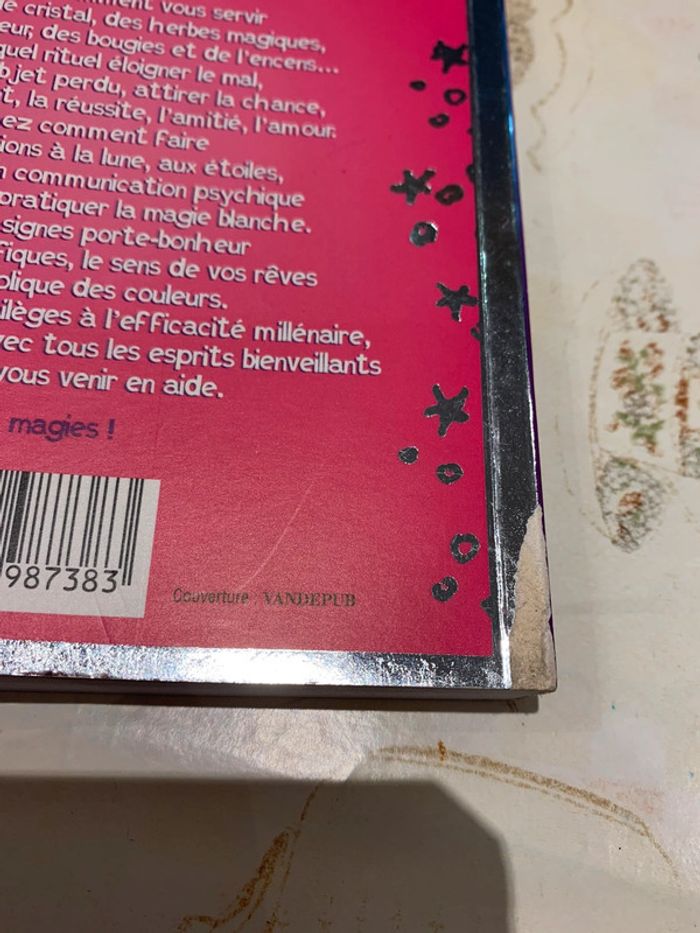 vous servir
cristal, des herbes magiques,
des bougies et de l'encens...
rituel éloigner le mal,
perdu, attirer la chance,
la réussite, l'amitié, l'amour.
comment faire
à la lune, aux étoiles,
communication psychique
pratiquer la magie blanche.
signes porte-bonheur
le sens de vos rêves
des couleurs.
à l'efficacité millénaire,
tous les esprits bienveillants
vous venir en aide.
magies !
987383
Couverture : VANDEPUB